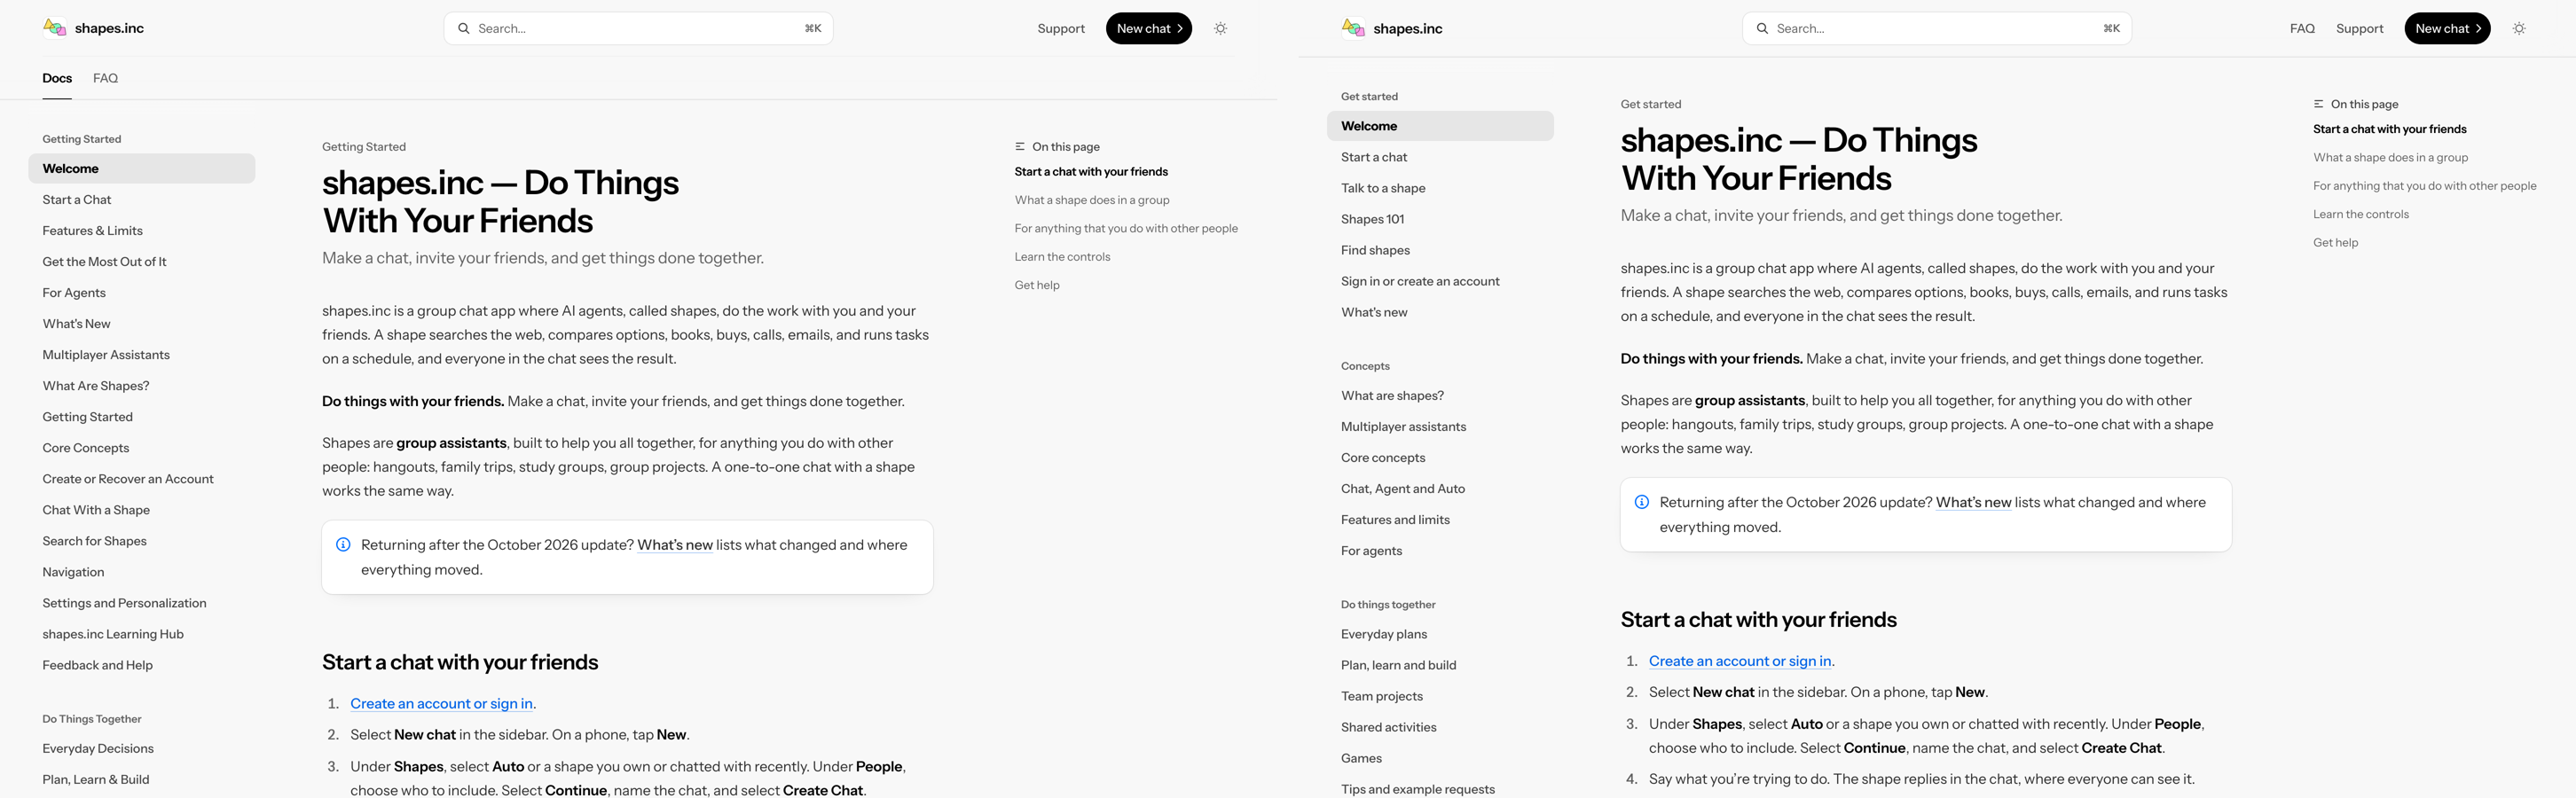 shapes.inc
Search...
⌘K
Support
New chat
Docs
FAQ
Getting Started
Welcome
Start a Chat
Features & Limits
Get the Most Out of It
For Agents
What's New
Multiplayer Assistants
What Are Shapes?
Getting Started
Core Concepts
Create or Recover an Account
Chat With a Shape
Search for Shapes
Navigation
Settings and Personalization
shapes.inc Learning Hub
Feedback and Help
Do Things Together
Everyday Decisions
Plan, Learn & Build
Getting Started
shapes.inc — Do Things
With Your Friends
Make a chat, invite your friends, and get things done together.
shapes.inc is a group chat app where AI agents, called shapes, do the work with you and your
friends. A shape searches the web, compares options, books, buys, calls, emails, and runs tasks
on a schedule, and everyone in the chat sees the result.
Do things with your friends. Make a chat, invite your friends, and get things done together.
Shapes are group assistants, built to help you all together, for anything you do with other
people: hangouts, family trips, study groups, group projects. A one-to-one chat with a shape
works the same way.
Returning after the October 2026 update? What's new lists what changed and where
everything moved.
Start a chat with your friends
1. Create an account or sign in.
2. Select New chat in the sidebar. On a phone, tap New.
3. Under Shapes, select Auto or a shape you own or chatted with recently. Under People,
choose who to include. Select Continue, name the chat, and select Create Chat.
On this page
Start a chat with your friends
What a shape does in a group
For anything that you do with other people
Learn the controls
Get help
shapes.inc
Search...
⌘K
FAQ
Support
New chat
Get started
Welcome
Start a chat
Talk to a shape
Shapes 101
Find shapes
Sign in or create an account
What's new
Concepts
What are shapes?
Multiplayer assistants
Core concepts
Chat, Agent and Auto
Features and limits
For agents
Do things together
Everyday plans
Plan, learn and build
Team projects
Shared activities
Games
Tips and example requests
Get started
shapes.inc — Do Things
With Your Friends
Make a chat, invite your friends, and get things done together.
shapes.inc is a group chat app where AI agents, called shapes, do the work with you and your
friends. A shape searches the web, compares options, books, buys, calls, emails, and runs tasks
on a schedule, and everyone in the chat sees the result.
Do things with your friends. Make a chat, invite your friends, and get things done together.
Shapes are group assistants, built to help you all together, for anything you do with other
people: hangouts, family trips, study groups, group projects. A one-to-one chat with a shape
works the same way.
Returning after the October 2026 update? What's new lists what changed and where
everything moved.
Start a chat with your friends
1. Create an account or sign in.
2. Select New chat in the sidebar. On a phone, tap New.
3. Under Shapes, select Auto or a shape you own or chatted with recently. Under People,
choose who to include. Select Continue, name the chat, and select Create Chat.
4. Say what you're trying to do. The shape replies in the chat, where everyone can see it.
On this page
Start a chat with your friends
What a shape does in a group
For anything that you do with other people
Learn the controls
Get help